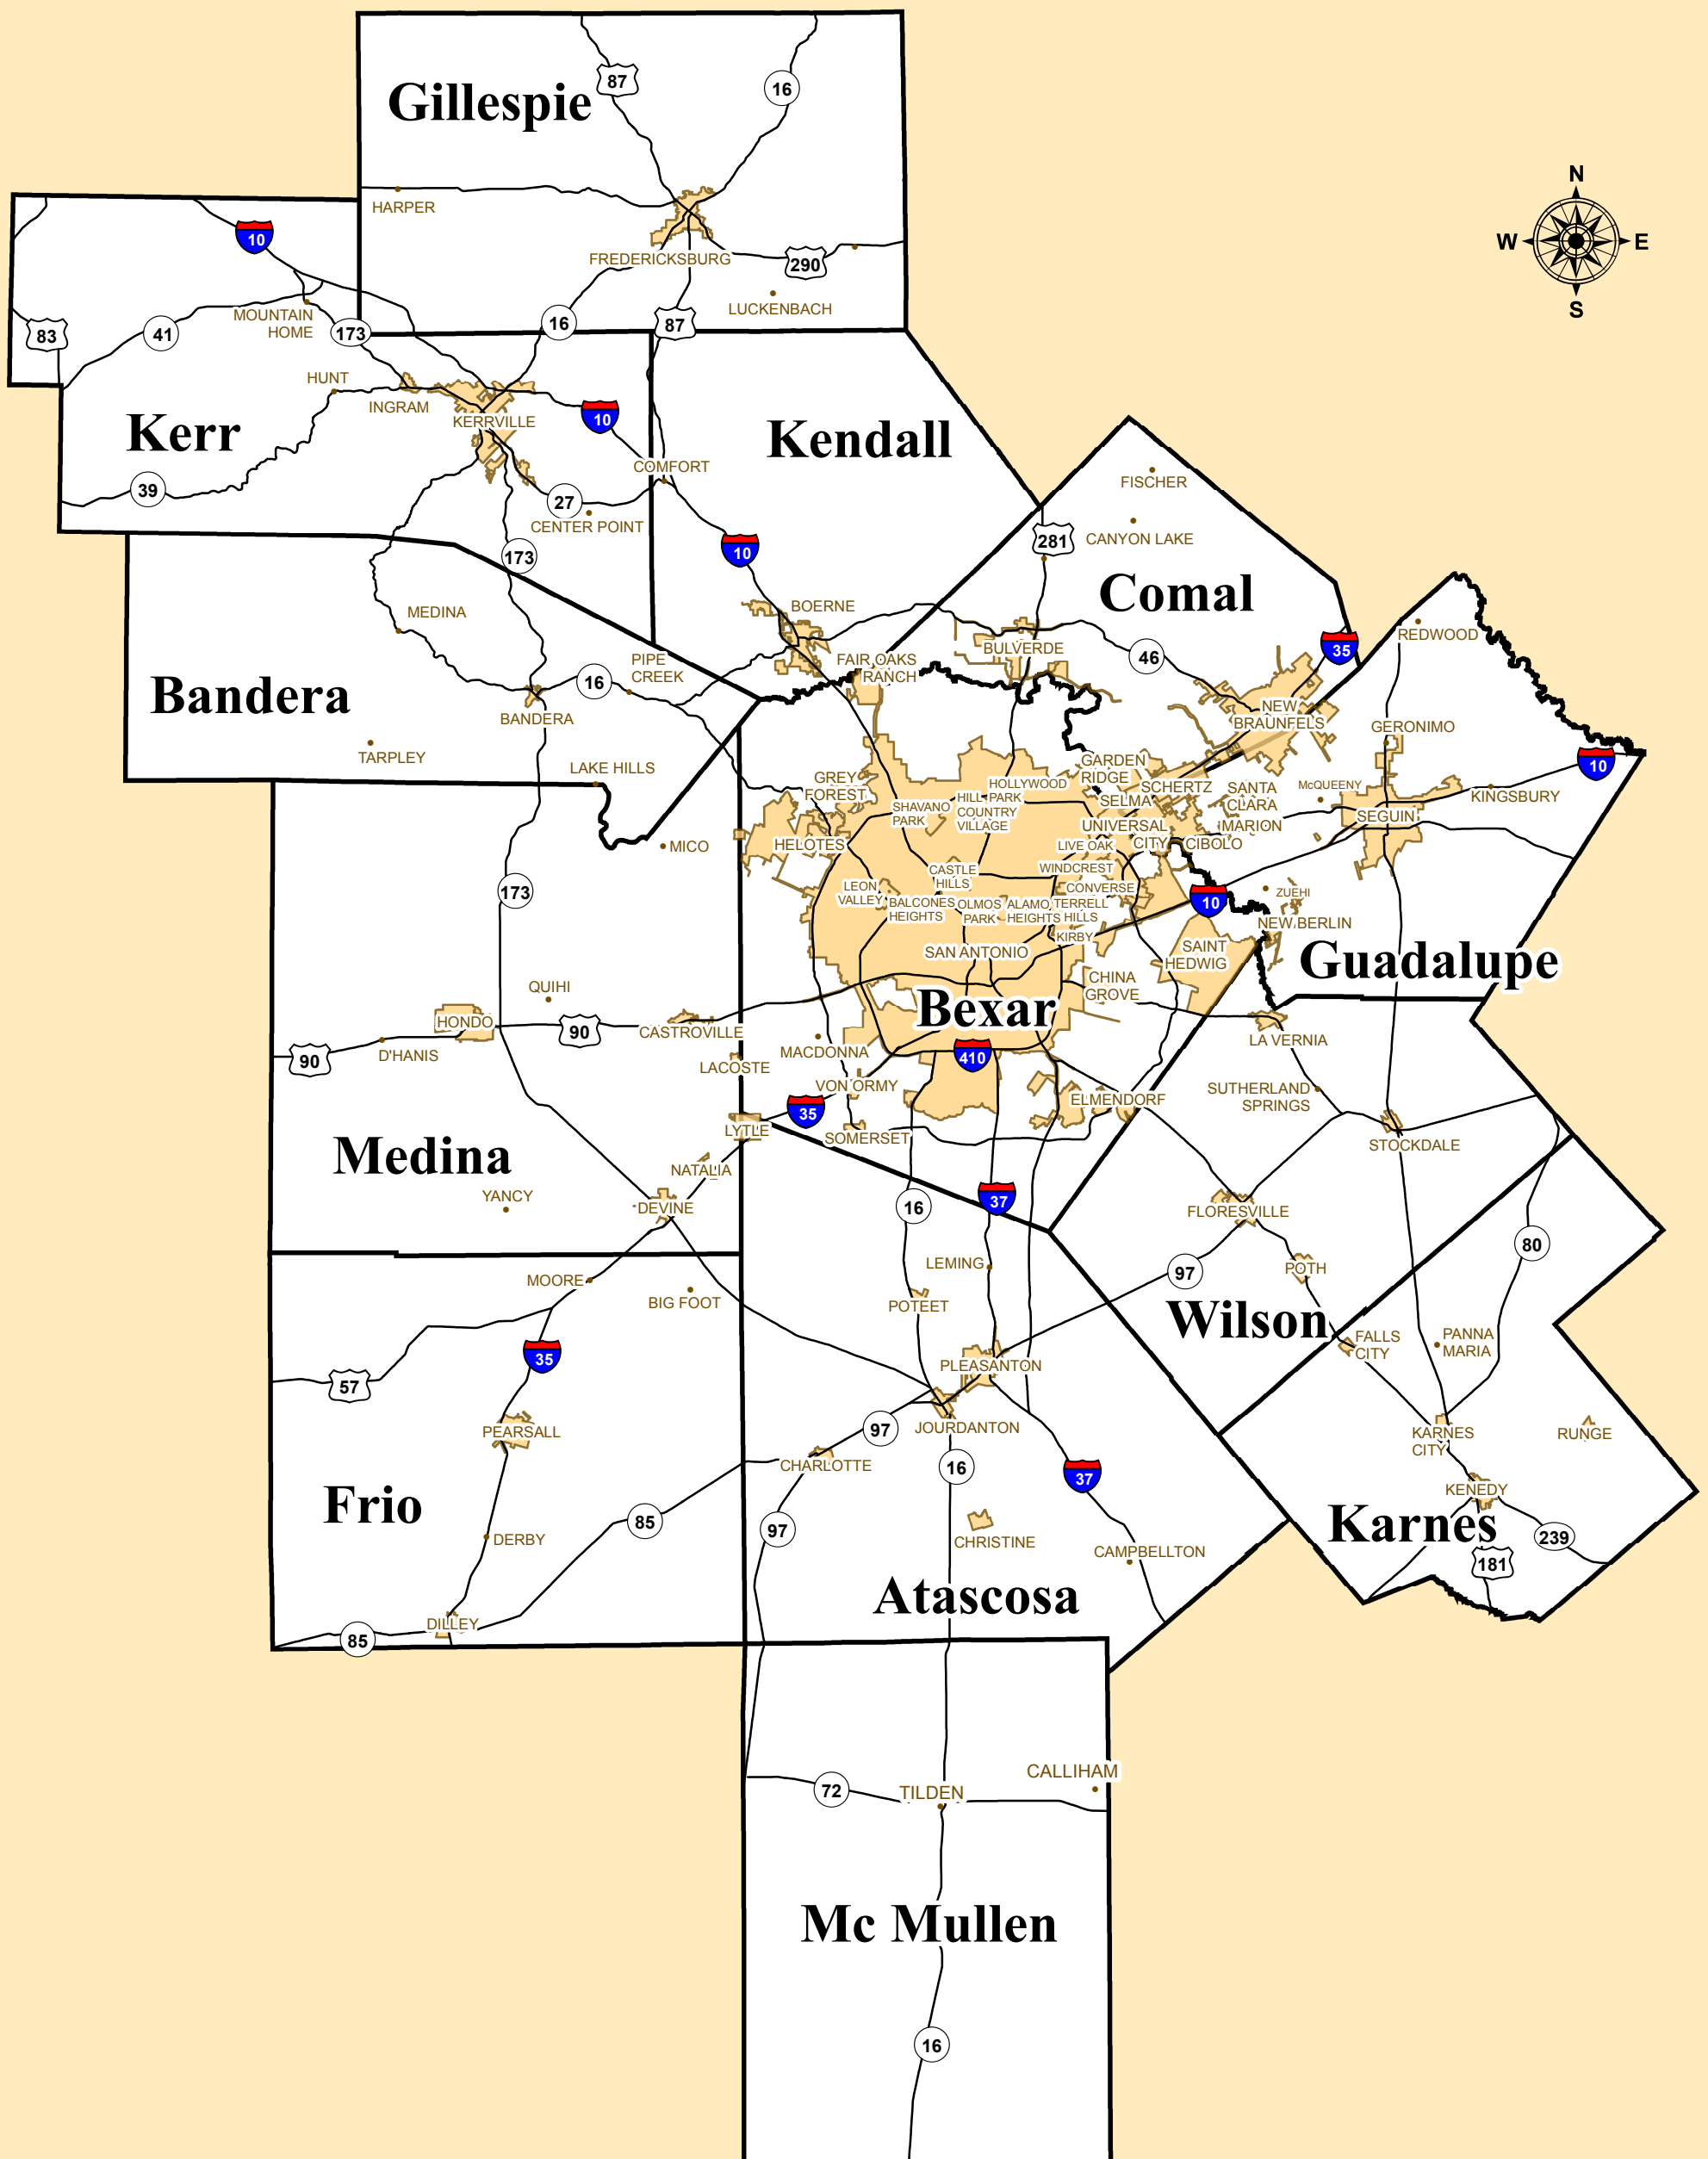 Gillespie
87
16
HARPER
FREDERICKSBURG
290
LUCKENBACH
N
W
E
S
10
MOUNTAIN
HOME
83
41
173
16
87
HUNT
INGRAM
KERRVILLE
10
Kerr
Kendall
39
27
COMFORT
CENTER POINT
173
10
FISCHER
281
CANYON LAKE
Comal
MEDINA
BOERNE
BULVERDE
46
35
REDWOOD
Bandera
16
PIPE
CREEK
FAIR OAKS
RANCH
BANDERA
TARPLEY
LAKE HILLS
NEW
BRAUNFELS
GERONIMO
10
MICO
GREY
FOREST
HELOTES
SHAVANO
PARK
HOLLYWOOD
PARK
HILL
COUNTRY
VILLAGE
GARDEN
RIDGE
SELMA
SCHERTZ
SANTA
CLARA
McQUEENY
KINGSBURY
SEGUIN
UNIVERSAL
CITY
MARION
CIBOLO
LIVE OAK
WINDCREST
CONVERSE
CASTLE
HILLS
LEON
VALLEY
BALCONES
HEIGHTS
OLMOS
PARK
ALAMO
HEIGHTS
TERRELL
HILLS
KIRBY
10
ZUEHI
NEW BERLIN
SAN ANTONIO
SAINT
HEDWIG
Guadalupe
CHINA
GROVE
Bexar
410
173
QUIHI
HONDO
90
90
D'HANIS
CASTROVILLE
LACOSTE
MACDONNA
VON ORMY
35
LYTLE
SOMERSET
ELMENDORF
LA VERNIA
SUTHERLAND
SPRINGS
STOCKDALE
Medina
NATALIA
YANCY
DEVINE
16
37
FLORESVILLE
80
97
POTH
Wilson
LEMING
POTEET
MOORE
BIG FOOT
35
57
PLEASANTON
JOURDANTON
FALLS
CITY
PANNA
MARIA
PEARSALL
97
CHARLOTTE
16
37
KARNES
CITY
RUNGE
KENEDY
Karnes
239
181
Frio
85
97
DERBY
CHRISTINE
CAMPBELLTON
Atascosa
DILLEY
85
72
TILDEN
CALLIHAM
Mc Mullen
16